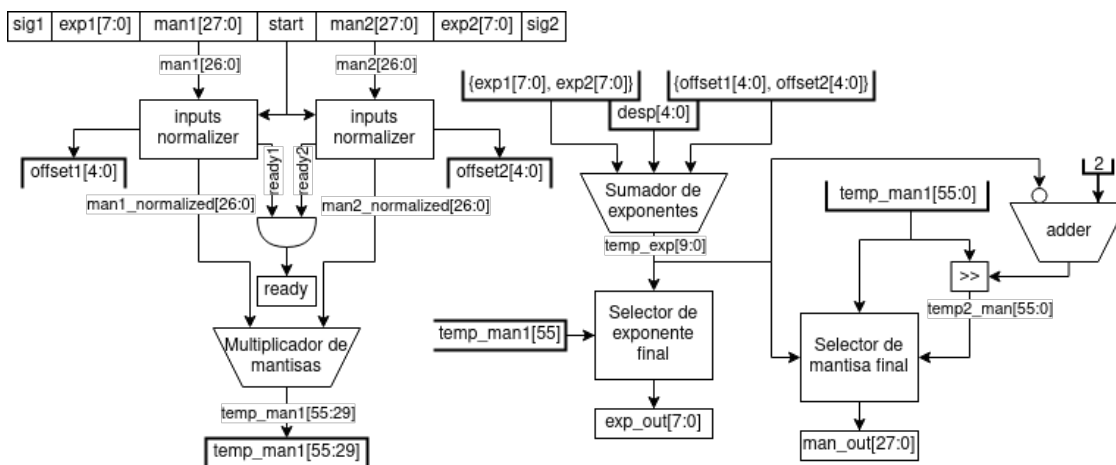 sig1 exp1[7:0] man1[27:0] start man2[27:0] exp2[7:0] sig2
man1[26:0]
man2[26:0]
inputs
normalizer
inputs
normalizer
offset1[4:0]
ready1
ready2
offset2[4:0]
man1_normalized[26:0]
man2_normalized[26:0]
ready
Multiplicador de
mantisas
temp_man1[55:29]
temp_man1[55:29]
{exp1[7:0], exp2[7:0]}
{offset1[4:0], offset2[4:0]}
desp[4:0]
Sumador de
exponentes
temp_exp[9:0]
temp_man1[55]
Selector de
exponente
final
exp_out[7:0]
temp_man1[55:0]
2
adder
>>
temp2_man[55:0]
Selector de
mantisa final
man_out[27:0]